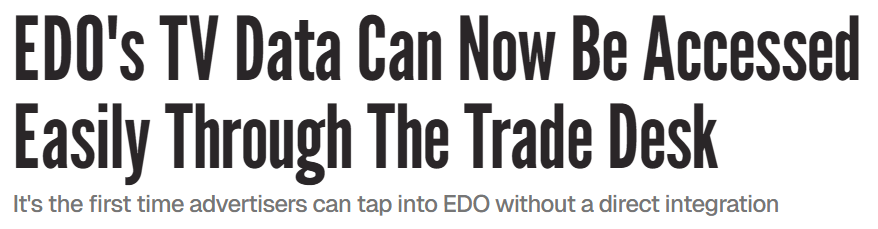 EDO's TV Data Can Now Be Accessed
Easily Through The Trade Desk
It's the first time advertisers can tap into EDO without a direct integration